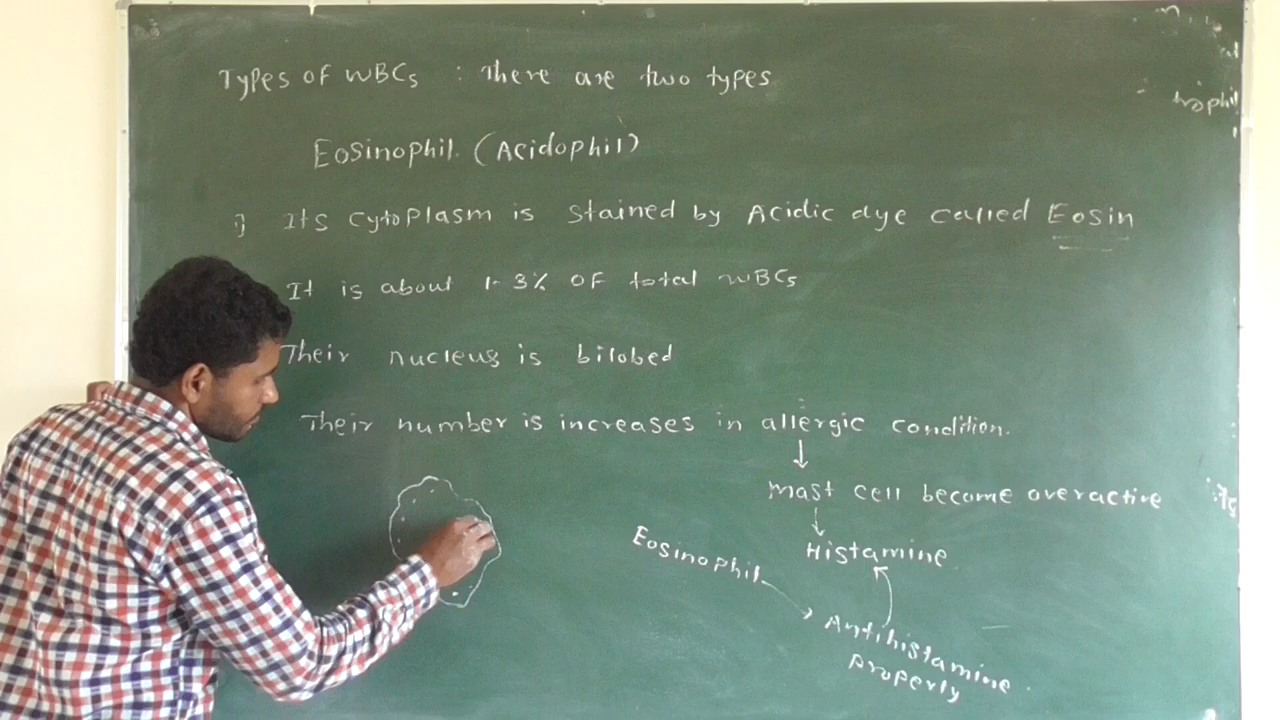 Types of WBCs : There are two types
trophil
Eosinophil. (Acidophil)
i) Its cytoplasm is stained by Acidic dye called Eosin
It is about 1-3% of total WBCs
Their nucleus is bilobed
Their number is increases in allergic condition.
mast cell become overactive
Histamine
Eosinophil
Antihistamine
property